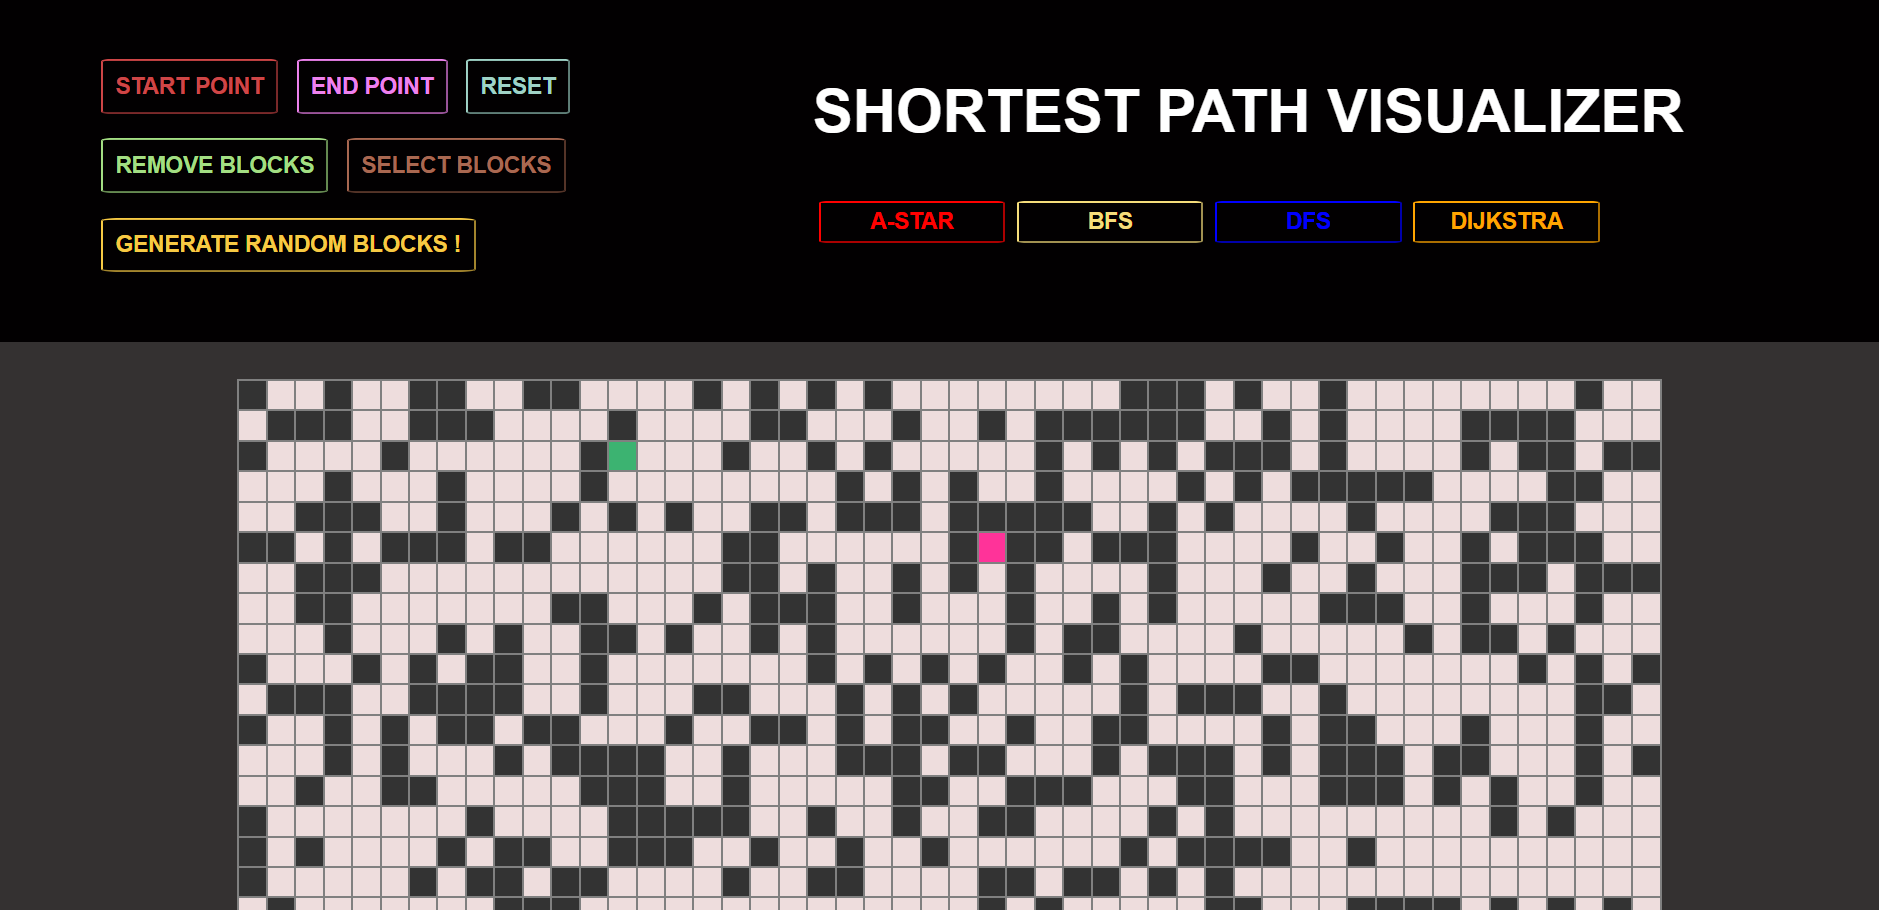 START POINT
END POINT
RESET
REMOVE BLOCKS
SELECT BLOCKS
GENERATE RANDOM BLOCKS !
SHORTEST PATH VISUALIZER
A-STAR
BFS
DFS
DIJKSTRA